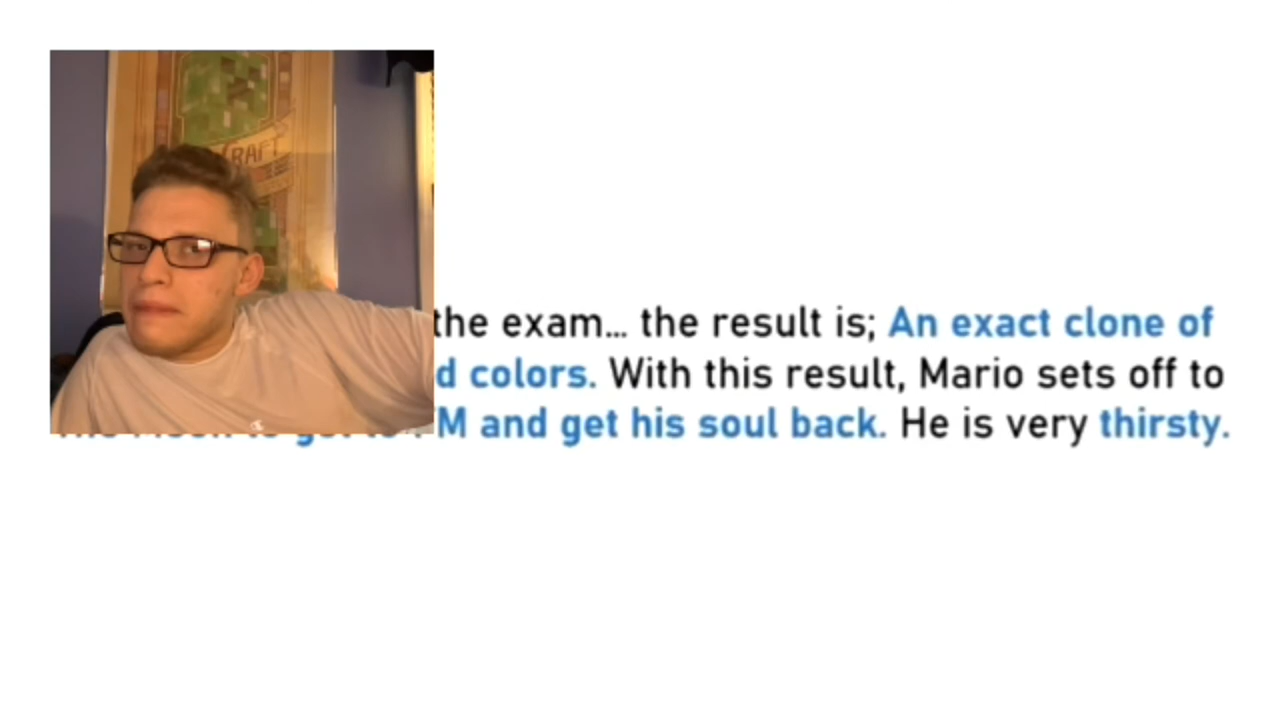 RAFT
the exam… the result is; An exact clone of
d colors. With this result, Mario sets off to
M and get his soul back. He is very thirsty.